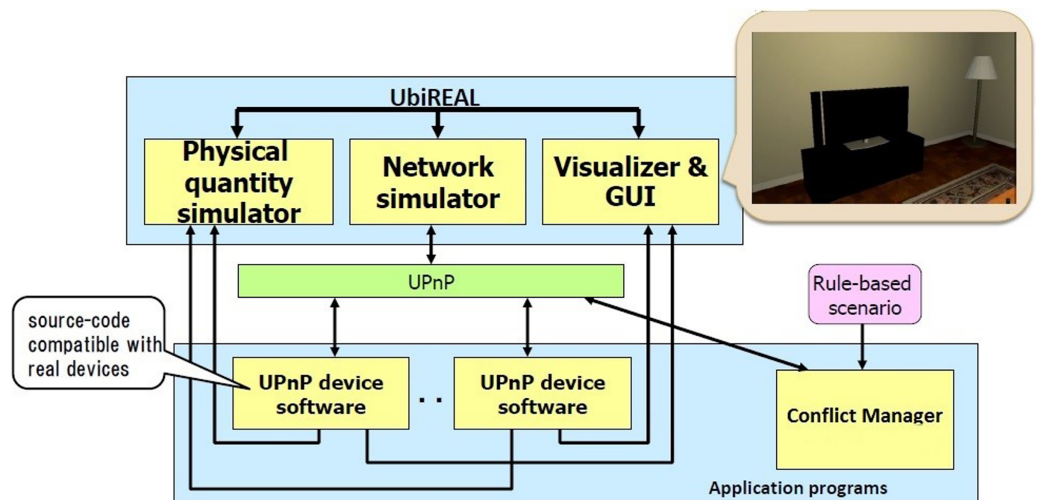 UbiREAL
Physical
quantity
simulator
Network
simulator
Visualizer &
GUI
UPnP
Rule-based
scenario
source-code
compatible with
real devices
UPnP device
software
. .
UPnP device
software
Conflict Manager
Application programs